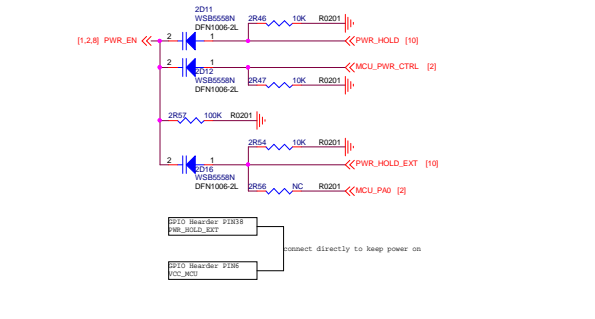 2D11
WSB5558N
DFN1006-2L
2R46 10K R0201
[1,2,8] PWR_EN
2 1
PWR_HOLD [10]
2 1
MCU_PWR_CTRL [2]
2D12
WSB5558N
DFN1006-2L
2R47 10K R0201
2R57 100K R0201
2R54 10K R0201
2 1
PWR_HOLD_EXT [10]
2D16
WSB5558N
DFN1006-2L
2R56 NC R0201
MCU_PA0 [2]
GPIO Hearder PIN38
PWR_HOLD_EXT
connect directly to keep power on
GPIO Hearder PIN6
VCC_MCU